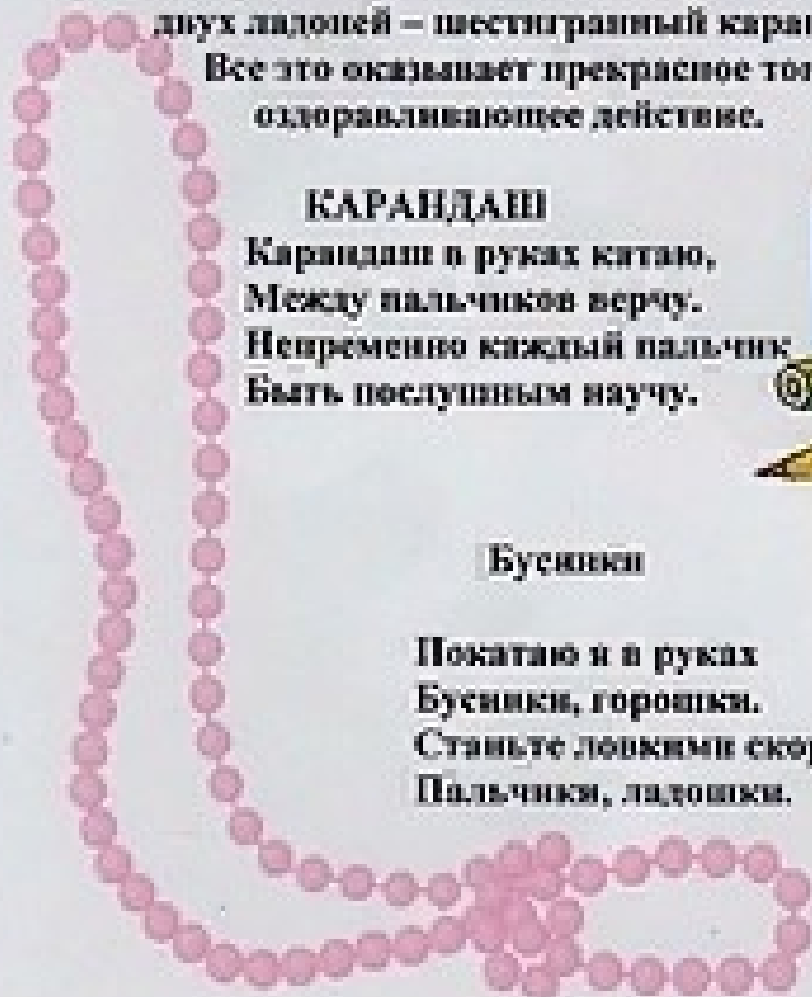 двух ладоней – шестигранный
Все это оказывает прекрасное
оздоравливающее действие.
КАРАНДАШ
Карандаш в руках катаю,
Между пальчиков верчу.
Непременно каждый пальчик
Быть послушным научу.
Бусинки
Покатаю я в руках
Бусинки, горошки.
Станьте ловкими
Пальчики, ладошки.